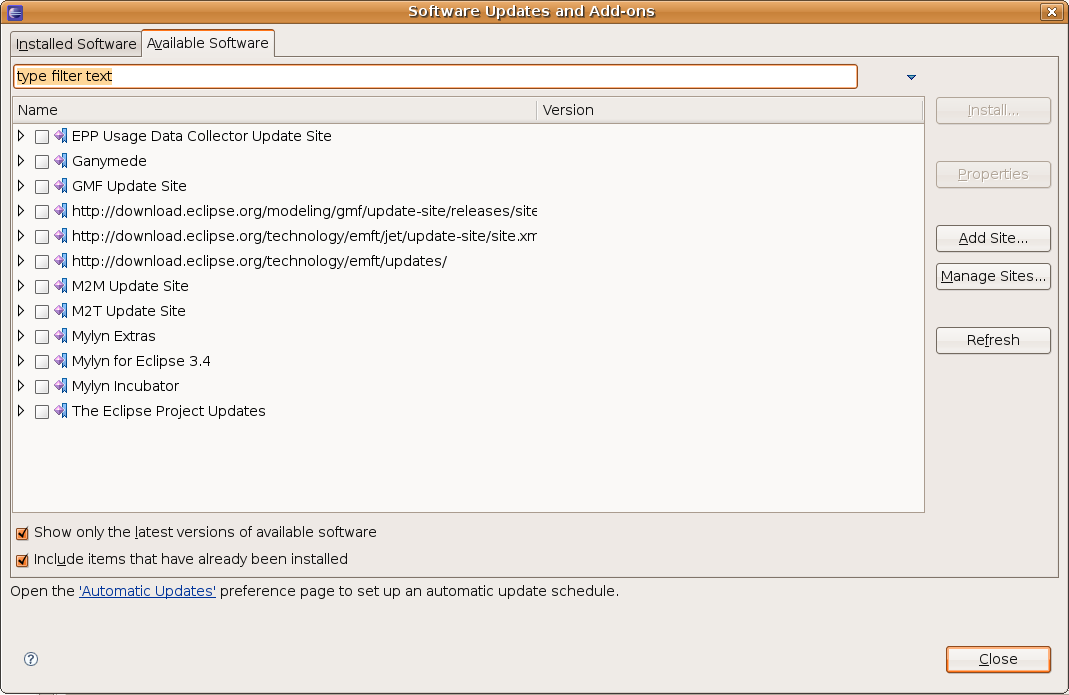 Software Updates and Add-ons
Installed Software Available Software
type filter text
Name Version
Install...
EPP Usage Data Collector Update Site
Ganymede
Properties
GMF Update Site
http://download.eclipse.org/modeling/gmf/update-site/releases/site
Add Site...
http://download.eclipse.org/technology/emft/jet/update-site/site.xm
http://download.eclipse.org/technology/emft/updates/
Manage Sites...
M2M Update Site
M2T Update Site
Mylyn Extras
Refresh
Mylyn for Eclipse 3.4
Mylyn Incubator
The Eclipse Project Updates
Show only the latest versions of available software
Include items that have already been installed
Open the 'Automatic Updates' preference page to set up an automatic update schedule.
?
Close